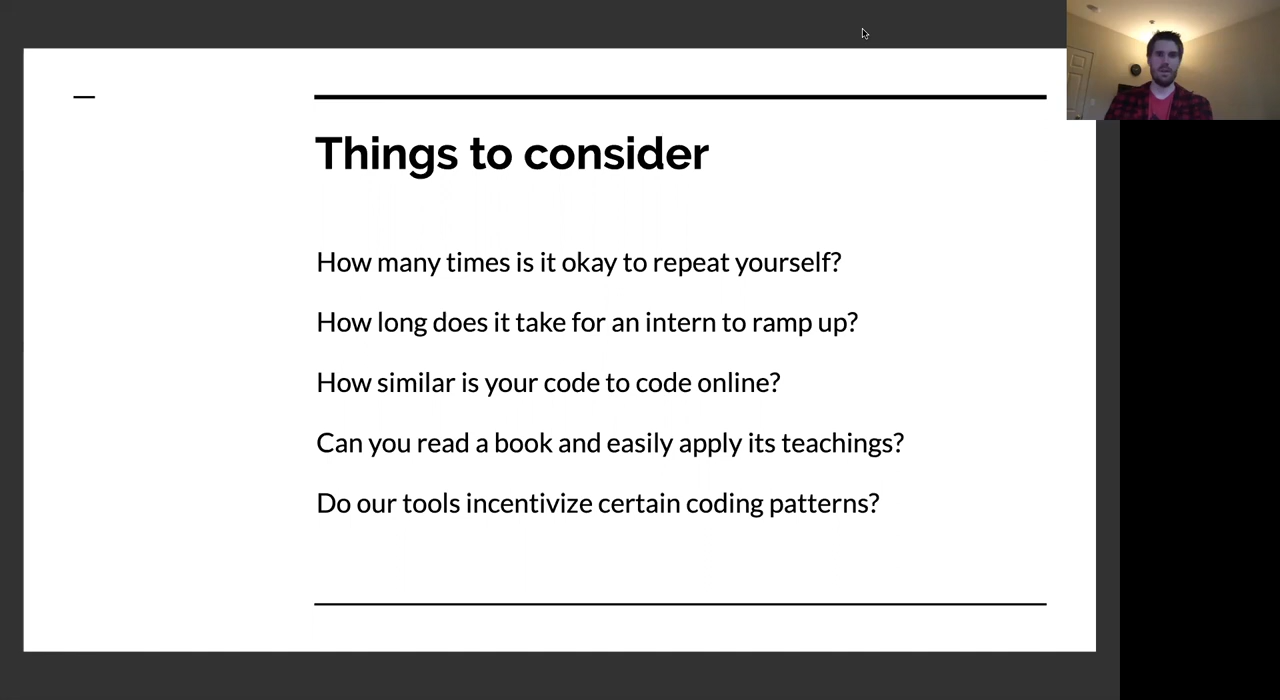 Things to consider
How many times is it okay to repeat yourself?
How long does it take for an intern to ramp up?
How similar is your code to code online?
Can you read a book and easily apply its teachings?
Do our tools incentivize certain coding patterns?